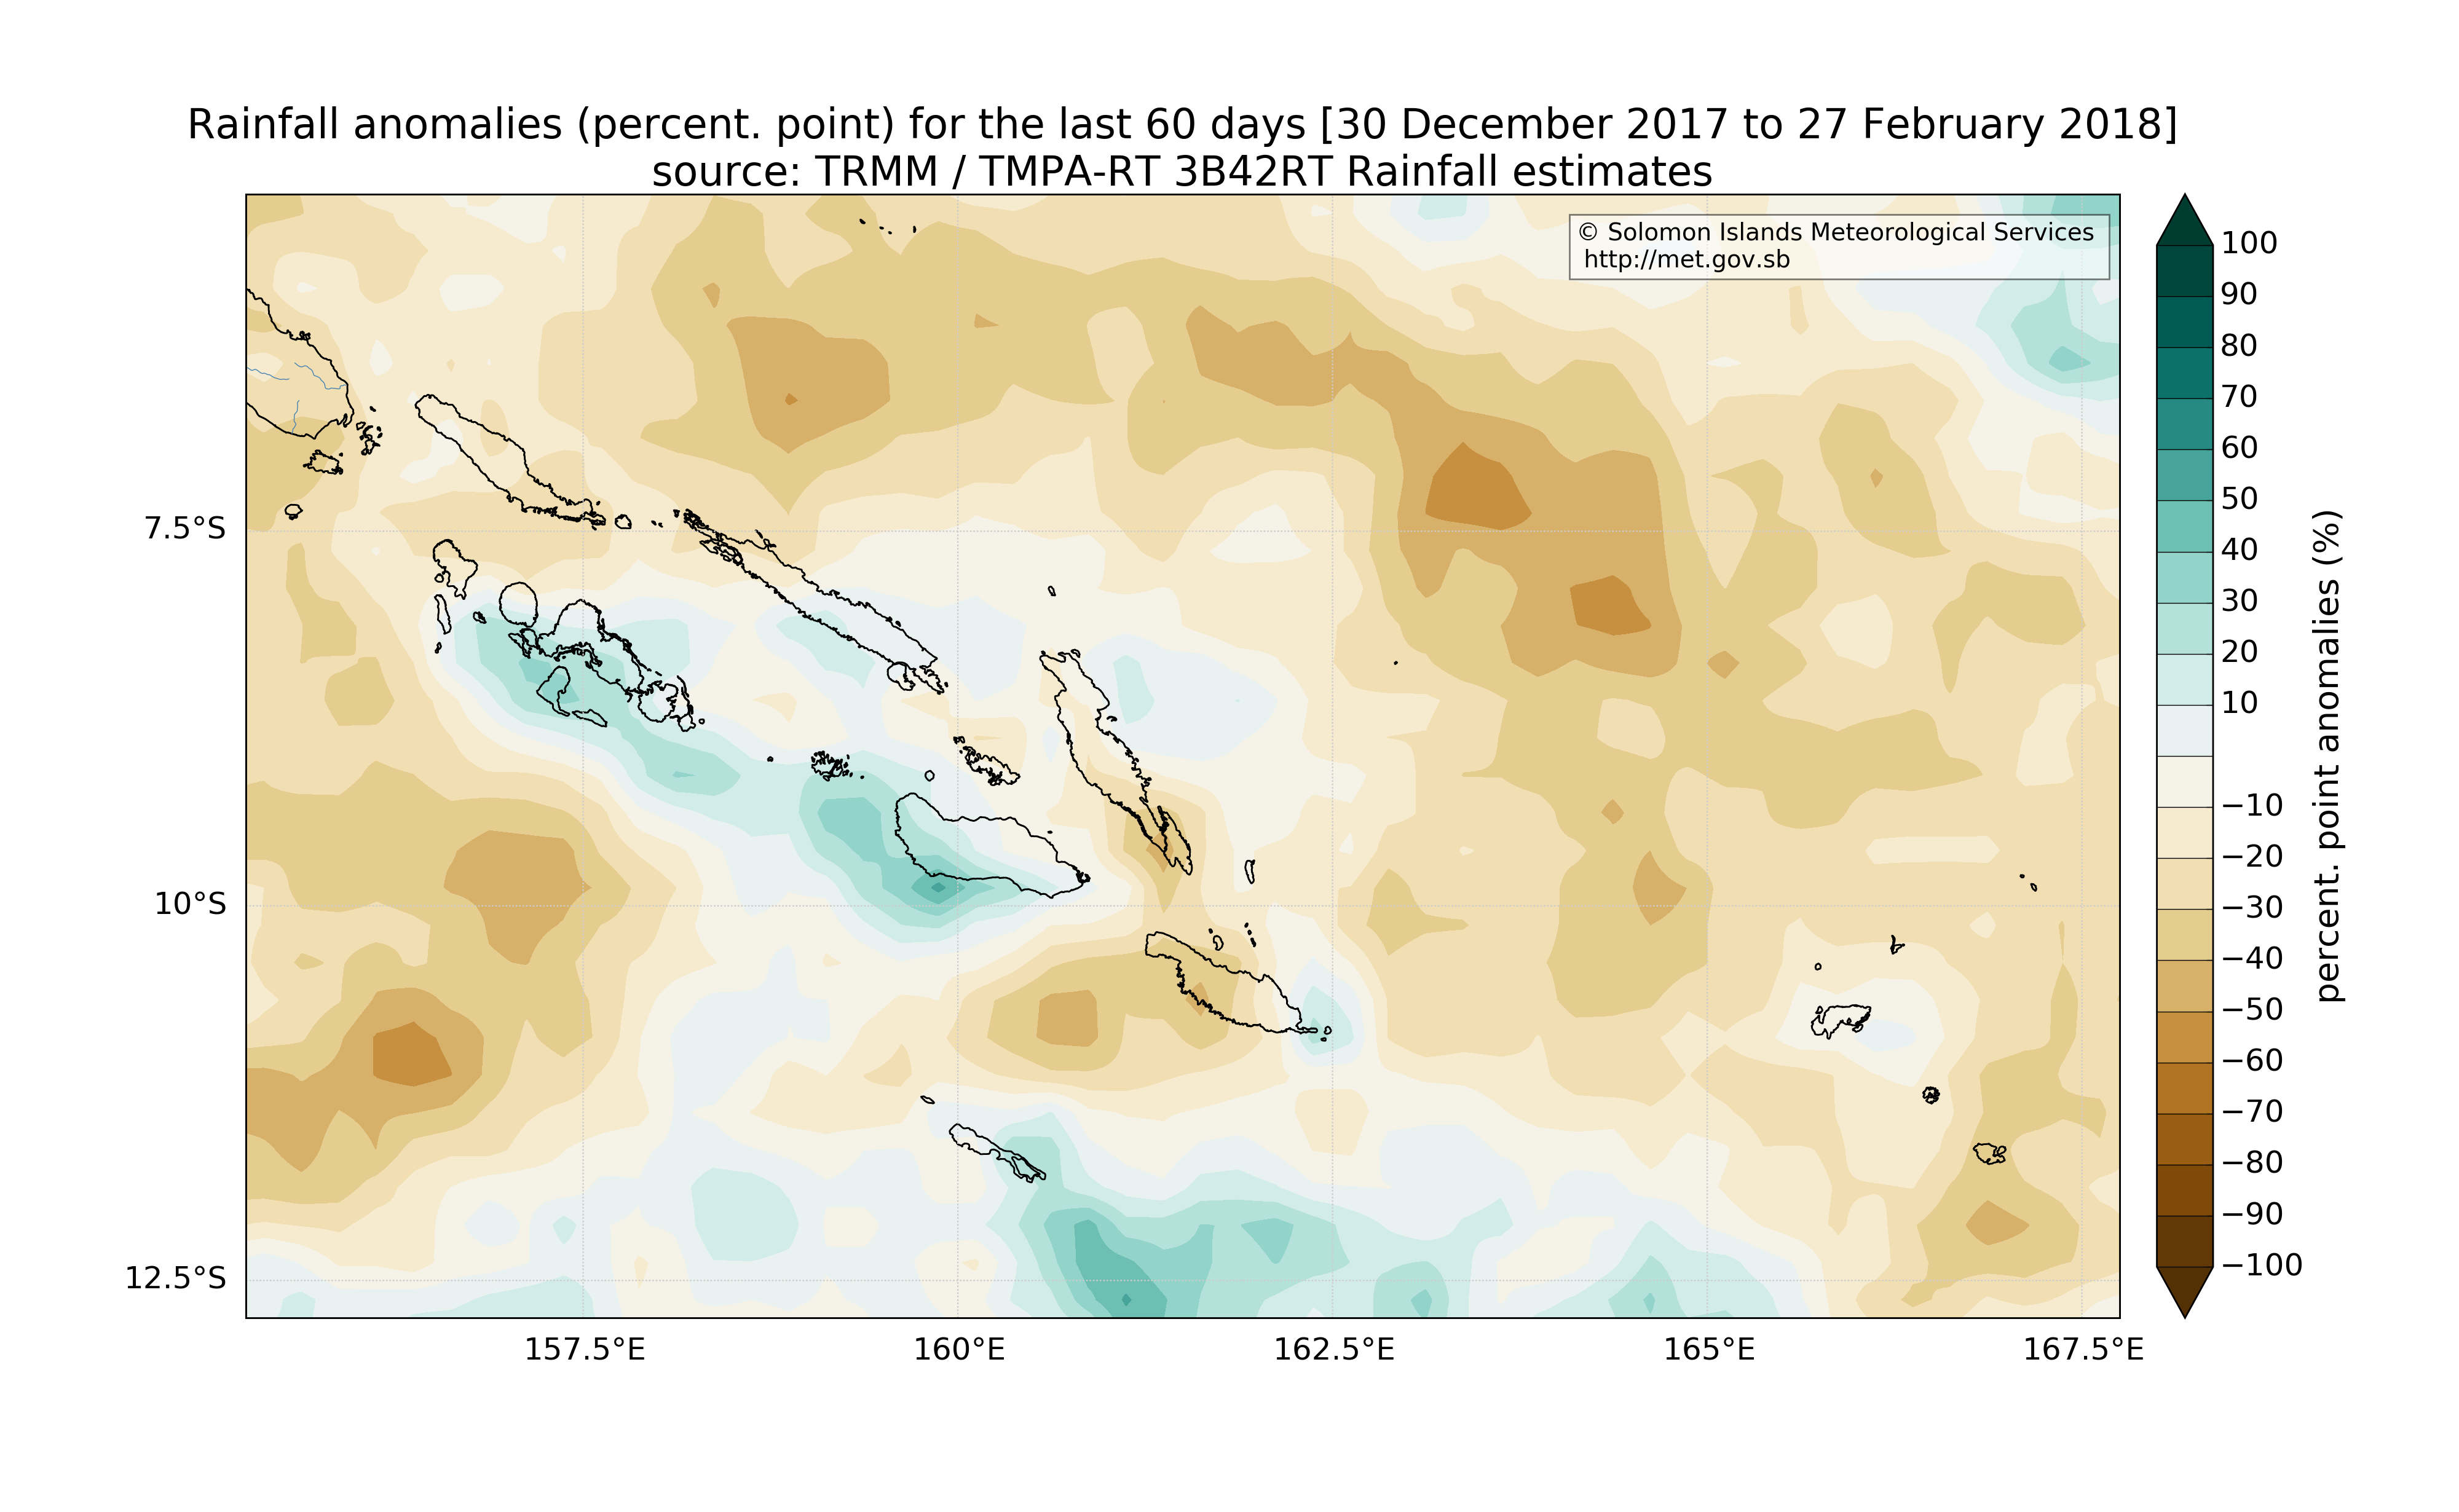 Rainfall anomalies (percent. point) for the last 60 days [30 December 2017 to 27 February 2018]
source: TRMM / TMPA-RT 3B42RT Rainfall estimates
© Solomon Islands Meteorological Services
http://met.gov.sb
7.5°S
10°S
12.5°S
157.5°E
160°E
162.5°E
165°E
167.5°E
100
90
80
70
60
50
40
30
20
10
−10
−20
−30
−40
−50
−60
−70
−80
−90
−100
percent. point anomalies (%)